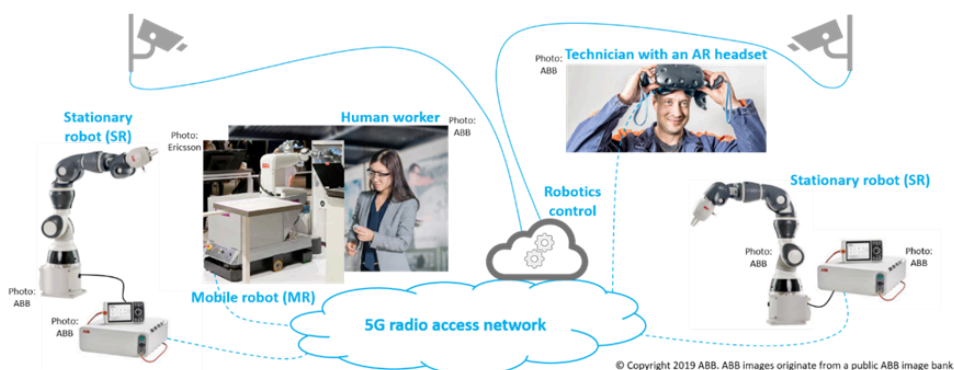 Photo:
ABB
Technician with an AR headset
Stationary
robot (SR)
Photo:
Ericsson
Human worker
Photo:
ABB
Robotics
control
Stationary robot (SR)
Photo:
ABB
Photo:
ABB
Photo:
ABB
Mobile robot (MR)
Photo:
ABB
5G radio access network
© Copyright 2019 ABB. ABB images originate from a public ABB image bank